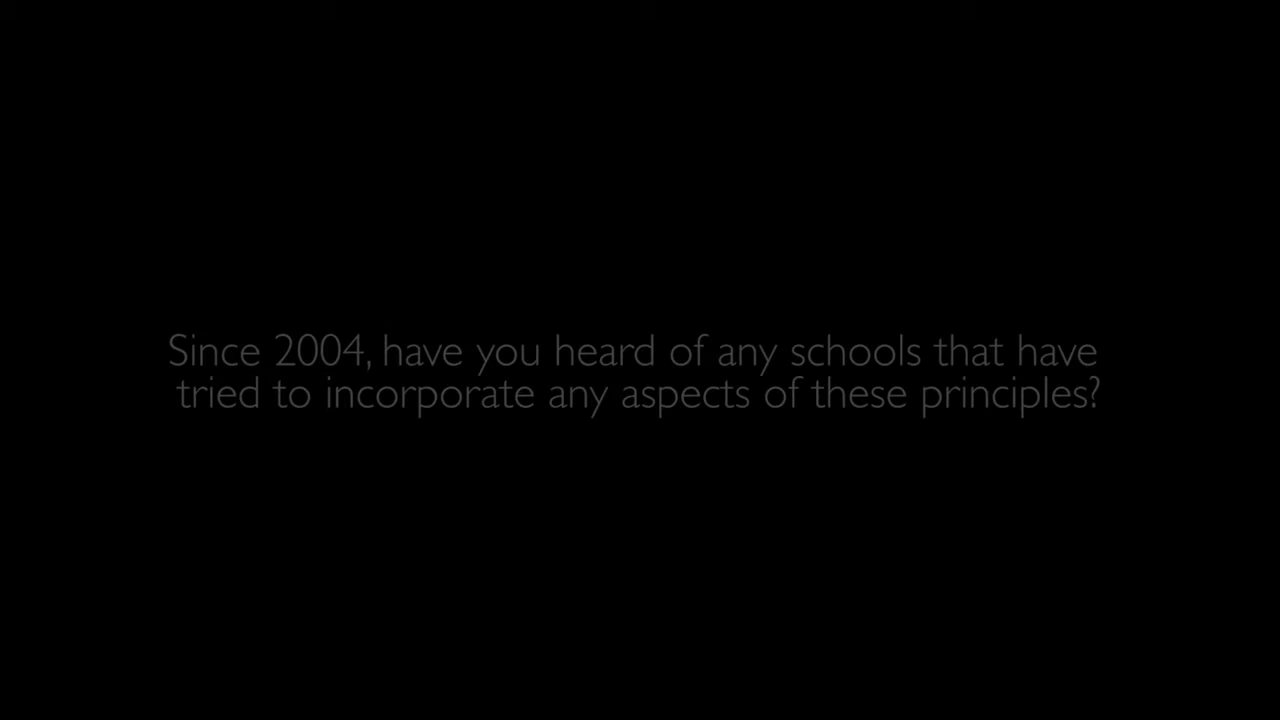 Since 2004, have you heard of any schools that have
tried to incorporate any aspects of these principles?